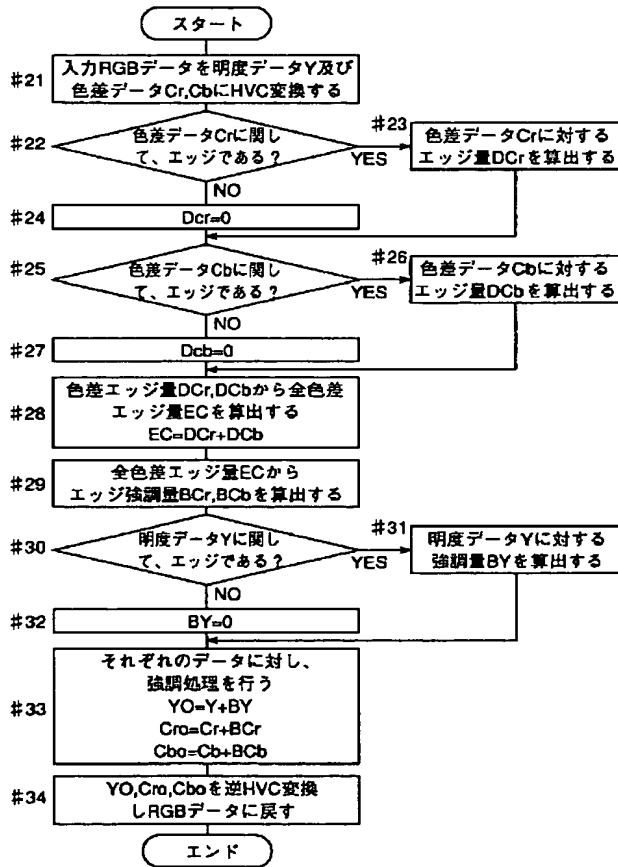 スタート
#21
入力RGBデータを明度データY及び
色差データCr,CbにHVC変換する
#22
色差データCrに関し
て、エッジである？
YES
NO
#23
色差データCrに対する
エッジ量DCrを算出する
#24
Dcr=0
#25
色差データCbに関し
て、エッジである？
YES
NO
#26
色差データCbに対する
エッジ量DCbを算出する
#27
Dcb=0
#28
色差エッジ量DCr,DCbから全色差
エッジ量ECを算出する
EC=DCr+DCb
#29
全色差エッジ量ECから
エッジ強調量BCr,BCbを算出する
#30
明度データYに関し
て、エッジである？
YES
NO
#31
明度データYに対する
強調量BYを算出する
#32
BY=0
#33
それぞれのデータに対し、
強調処理を行う
YO=Y+BY
Cro=Cr+BCr
Cbo=Cb+BCb
#34
YO,Cro,Cboを逆HVC変換
しRGBデータに戻す
エンド